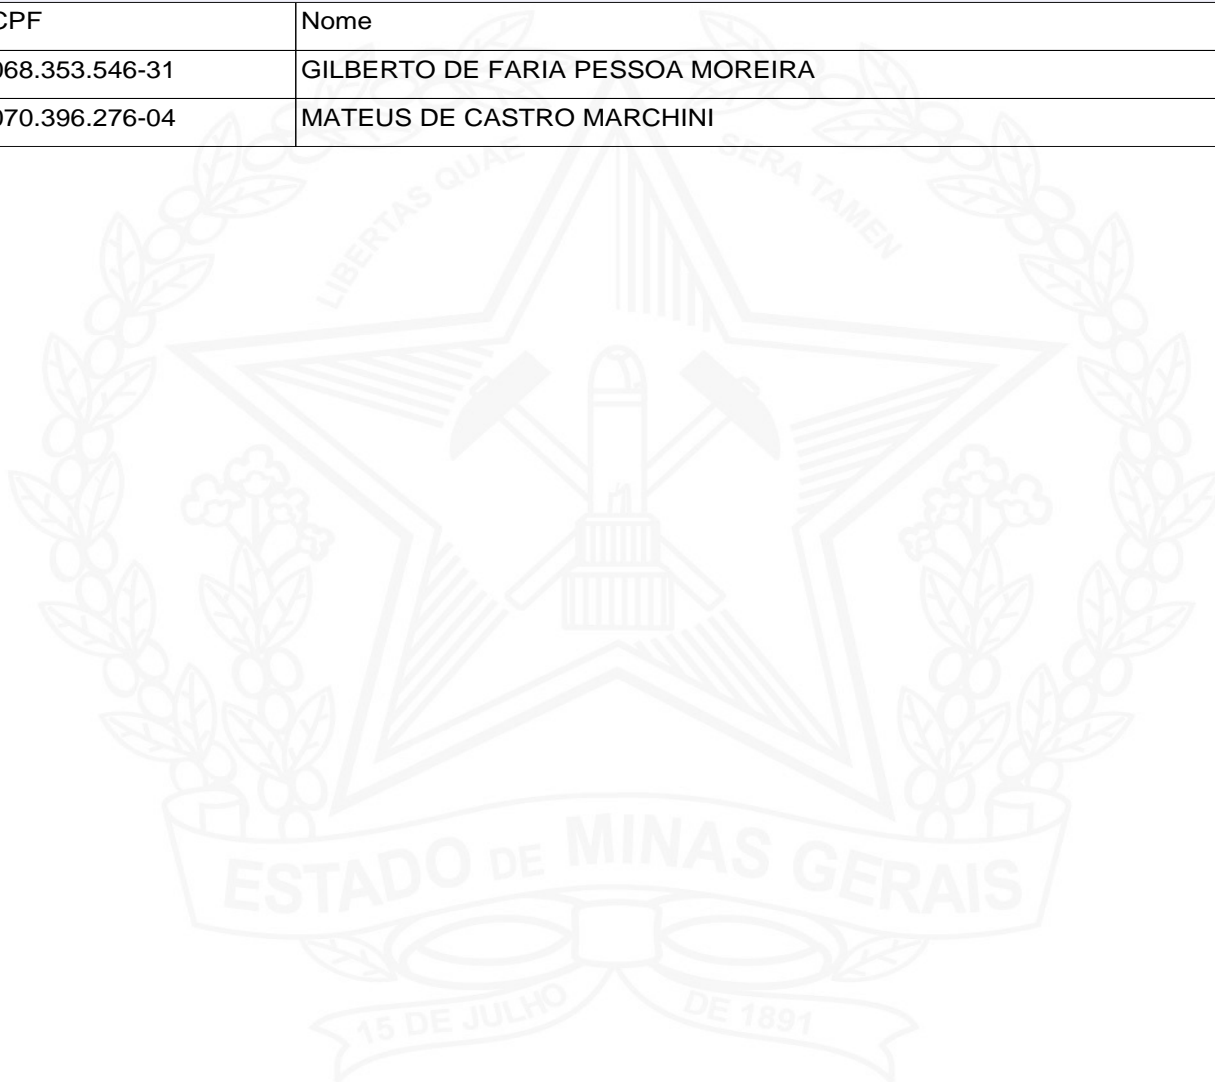 CPF Nome
068.353.546-31 GILBERTO DE FARIA PESSOA MOREIRA
070.396.276-04 MATEUS DE CASTRO MARCHINI
LIBERTAS QUAE SERA TAMEN
ESTADO DE MINAS GERAIS
15 DE JULHO DE 1891